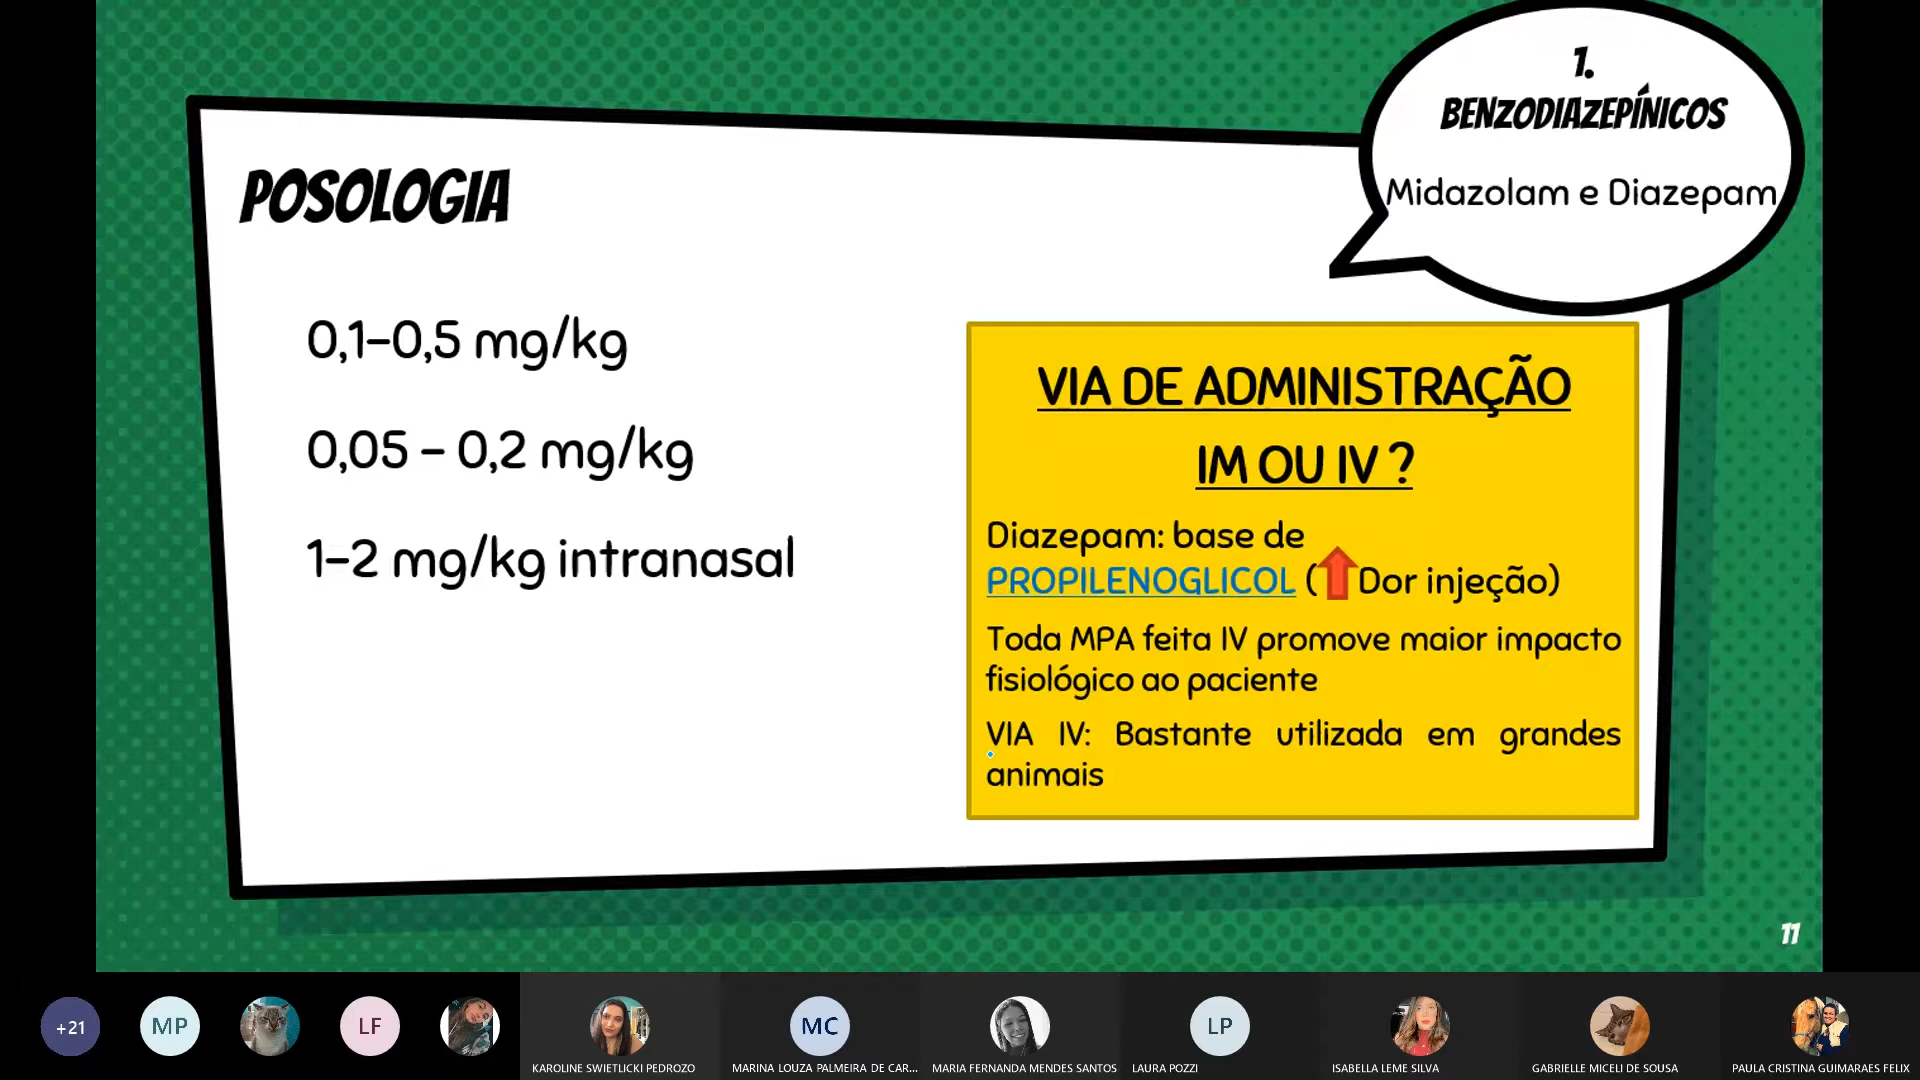 1.
BENZODIAZEPÍNICOS
Midazolam e Diazepam
POSOLOGIA
0,1-0,5 mg/kg
0,05 - 0,2 mg/kg
1-2 mg/kg intranasal
VIA DE ADMINISTRAÇÃO
IM OU IV ?
Diazepam: base de
PROPILENOGLICOL ( Dor injeção)
Toda MPA feita IV promove maior impacto
fisiológico ao paciente
VIA IV: Bastante utilizada em grandes
animais
11
+21
MP
LF
MC
LP
KAROLINE SWIETLICKI PEDROZO
MARINA LOUZA PALMEIRA DE CAR...
MARIA FERNANDA MENDES SANTOS
LAURA POZZI
ISABELLA LEME SILVA
GABRIELLE MICELI DE SOUSA
PAULA CRISTINA GUIMARAES FELIX